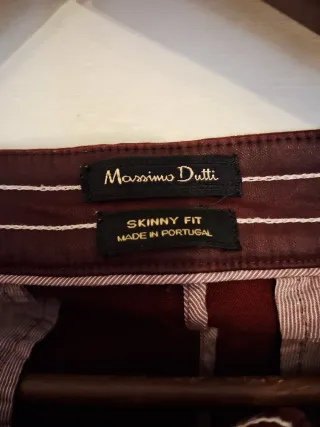 Massimo Dutti
SKINNY FIT
MADE IN PORTUGAL